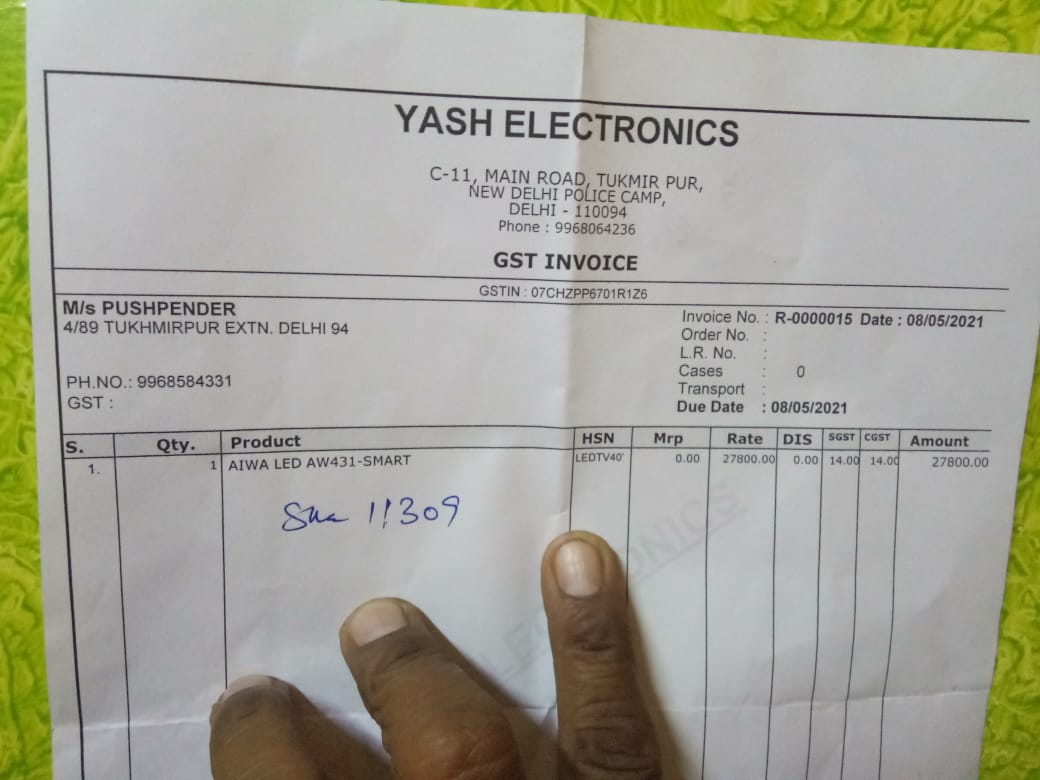 YASH ELECTRONICS
C-11, MAIN ROAD, TUKMIR PUR,
NEW DELHI POLICE CAMP,
DELHI - 110094
Phone : 9968064236
GST INVOICE
GSTIN : 07CHZPP6701R1Z6
M/s PUSHPENDER
4/89 TUKHMIRPUR EXTN. DELHI 94
PH.NO.: 9968584331
GST :
Invoice No. : R-0000015 Date : 08/05/2021
Order No. :
L.R. No. :
Cases : 0
Transport :
Due Date : 08/05/2021
S. Qty. Product HSN Mrp Rate DIS SGST CGST Amount
1. 1 AIWA LED AW431-SMART LEDTV40' 0.00 27800.00 0.00 14.00 14.00 27800.00
11309